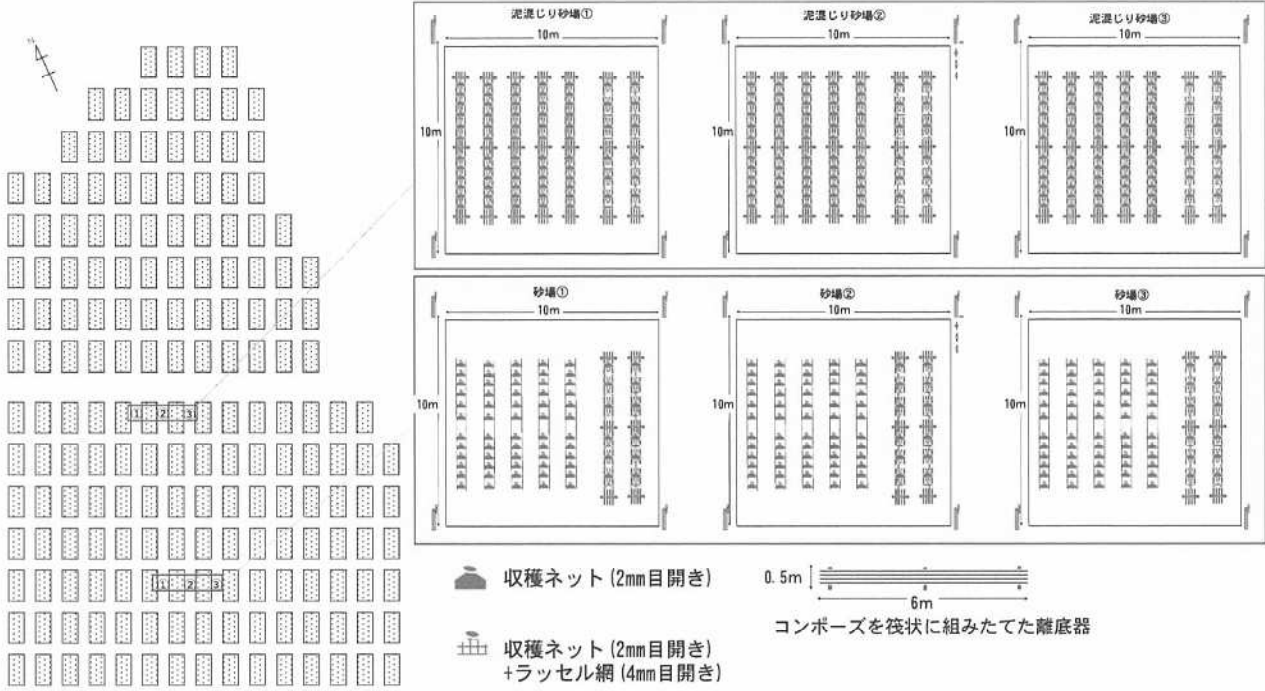 N
泥混じり砂場①
10m
10m
泥混じり砂場②
10m
10m
泥混じり砂場③
10m
10m
砂場①
10m
10m
砂場②
10m
10m
砂場③
10m
10m
1 2 3
1 2 3
収穫ネット(2mm目開き)
収穫ネット(2mm目開き)
+ラッセル網(4mm目開き)
0.5m
6m
コンポーズを筏状に組みたてた離底器